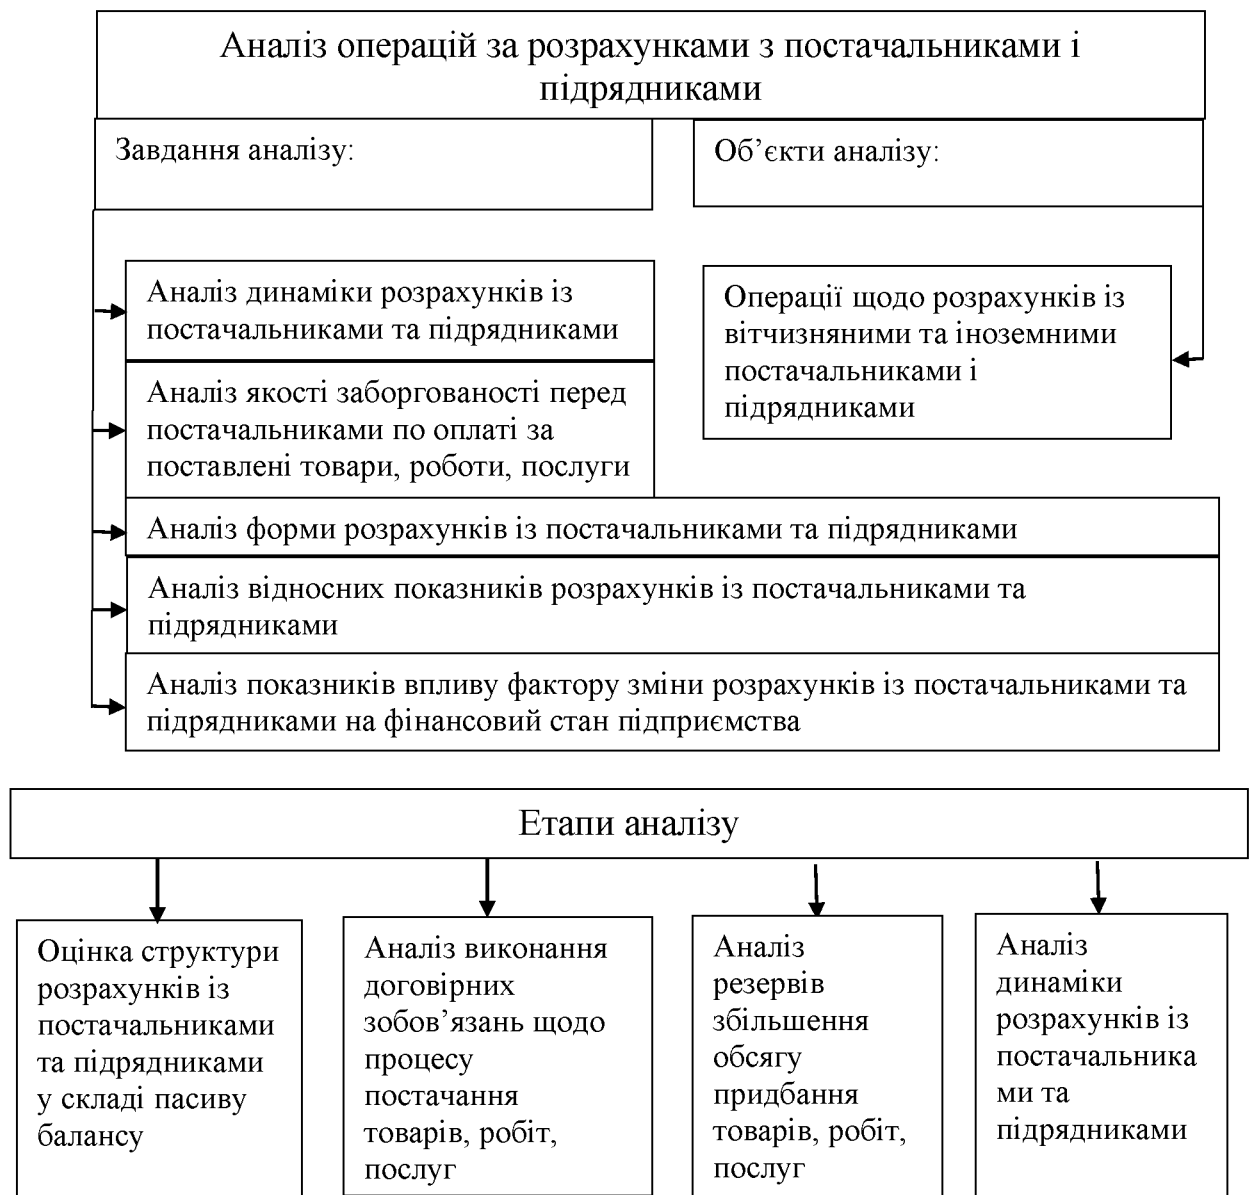 Аналіз операцій за розрахунками з постачальниками і
підрядниками
Завдання аналізу:
Об’єкти аналізу:
Аналіз динаміки розрахунків із
постачальниками та підрядниками
Операції щодо розрахунків із
вітчизняними та іноземними
постачальниками і
підрядниками
Аналіз якості заборгованості перед
постачальниками по оплаті за
поставлені товари, роботи, послуги
Аналіз форми розрахунків із постачальниками та підрядниками
Аналіз відносних показників розрахунків із постачальниками та
підрядниками
Аналіз показників впливу фактору зміни розрахунків із постачальниками та
підрядниками на фінансовий стан підприємства
Етапи аналізу
Оцінка структури
розрахунків із
постачальниками
та підрядниками
у складі пасиву
балансу
Аналіз виконання
договірних
зобов’язань щодо
процесу
постачання
товарів, робіт,
послуг
Аналіз
резервів
збільшення
обсягу
придбання
товарів, робіт,
послуг
Аналіз
динаміки
розрахунків із
постачальника
ми та
підрядниками